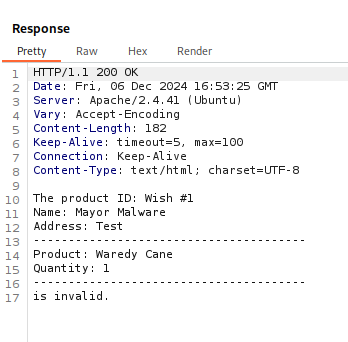 Response
Pretty Raw Hex Render
1 HTTP/1.1 200 OK
2 Date: Fri, 06 Dec 2024 16:53:25 GMT
3 Server: Apache/2.4.41 (Ubuntu)
4 Vary: Accept-Encoding
5 Content-Length: 182
6 Keep-Alive: timeout=5, max=100
7 Connection: Keep-Alive
8 Content-Type: text/html; charset=UTF-8
9
10 The product ID: Wish #1
11 Name: Mayor Malware
12 Address: Test
13 ---------------------------------------
14 Product: Waredy Cane
15 Quantity: 1
16 ---------------------------------------
17 is invalid.